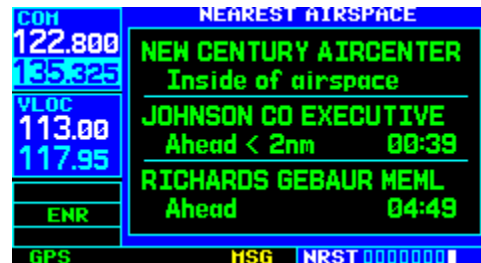 COM
122.800
135.325
VLOC
113.00
117.95
ENR
GPS
NEAREST AIRSPACE
NEW CENTURY AIRCENTER
Inside of airspace
JOHNSON CO EXECUTIVE
Ahead < 2nm 00:39
RICHARDS GEBAUR MEML
Ahead 04:49
MSG NRST